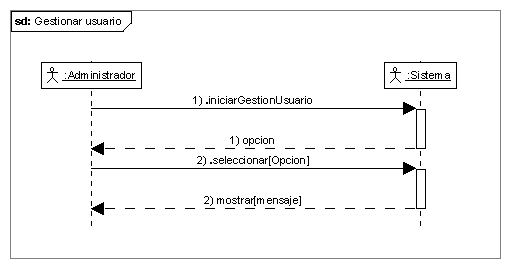 sd: Gestionar usuario
:Administrador
:Sistema
1) .iniciarGestionUsuario
1) opcion
2) .seleccionar[Opcion]
2) mostrar[mensaje]